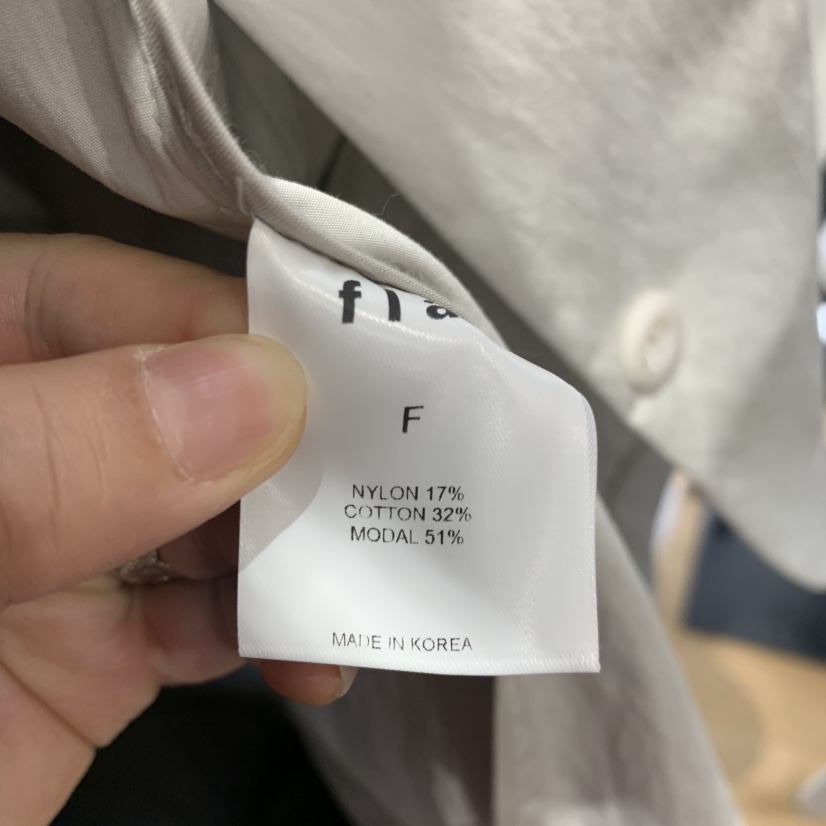 F
NYLON 17%
COTTON 32%
MODAL 51%
MADE IN KOREA